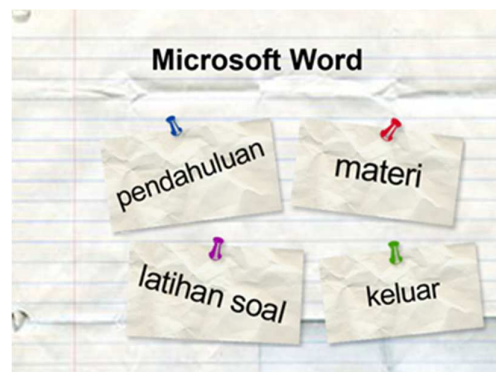 Microsoft Word
pendahuluan
materi
latihan soal
keluar